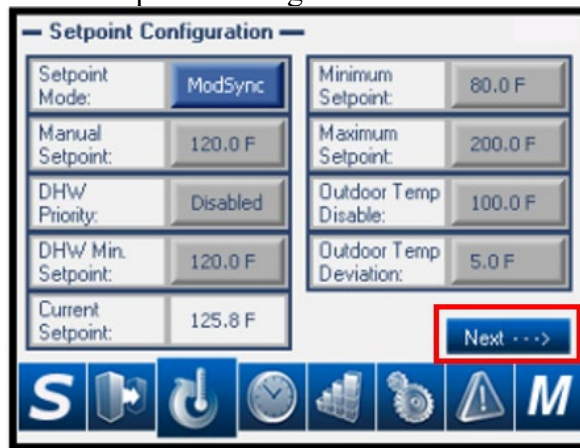 Setpoint Configuration
Setpoint
Mode:
ModSync
Manual
Setpoint:
120.0 F
DHW
Priority:
Disabled
DHW Min.
Setpoint:
120.0 F
Current
Setpoint:
125.8 F
Minimum
Setpoint:
80.0 F
Maximum
Setpoint:
200.0 F
Outdoor Temp
Disable:
100.0 F
Outdoor Temp
Deviation:
5.0 F
Next --->
S
M